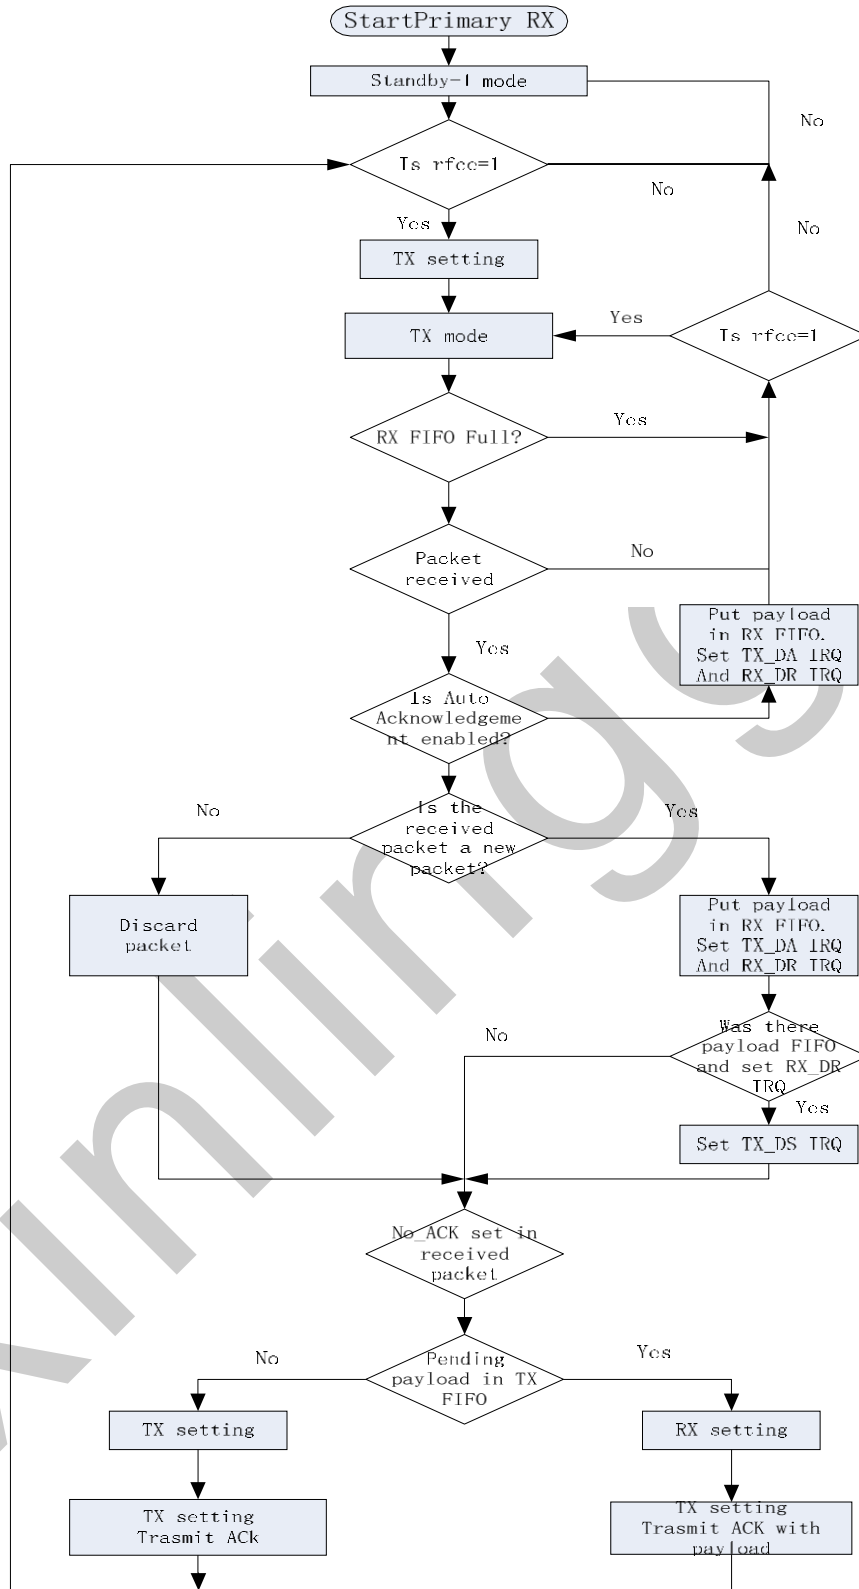 StartPrimary RX
Standby-1 mode
No
Is rfce=1
No
Yes
No
TX setting
Yes
TX mode
Is rfce=1
RX FIFO Full?
Yes
Packet
received
No
Put payload
in RX FIFO.
Set TX_DA IRQ
And RX_DR IRQ
Yes
Is Auto
Acknowledgeme
nt enabled?
No
Is the
received
packet a new
packet?
Yes
Discard
packet
Put payload
in RX FIFO.
Set TX_DA IRQ
And RX_DR IRQ
No
Was there
payload FIFO
and set RX_DR
IRQ
Yes
Set TX_DS IRQ
No_ACK set in
received
packet
No
Pending
payload in TX
FIFO
Yes
TX setting
RX setting
TX setting
Trasmit ACk
TX setting
Trasmit ACK with
payload